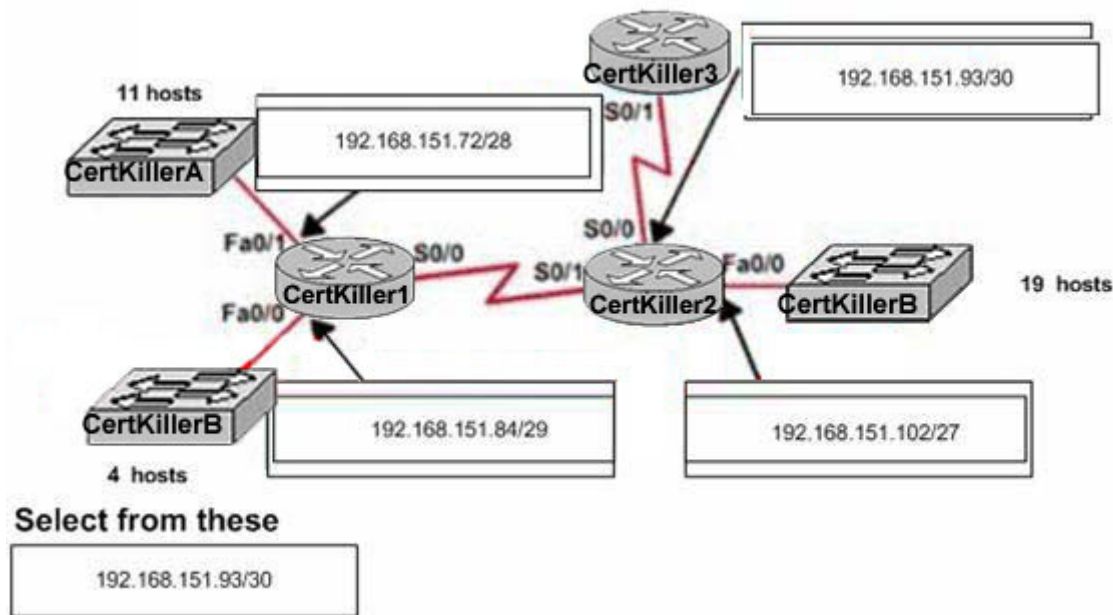 CertKiller3
192.168.151.93/30
11 hosts
S0/1
192.168.151.72/28
CertKillerA
Fa0/1
S0/0
S0/0
S0/1
Fa0/0
CertKiller1
CertKiller2
CertKillerB
19 hosts
Fa0/0
CertKillerB
192.168.151.84/29
192.168.151.102/27
4 hosts
Select from these
192.168.151.93/30